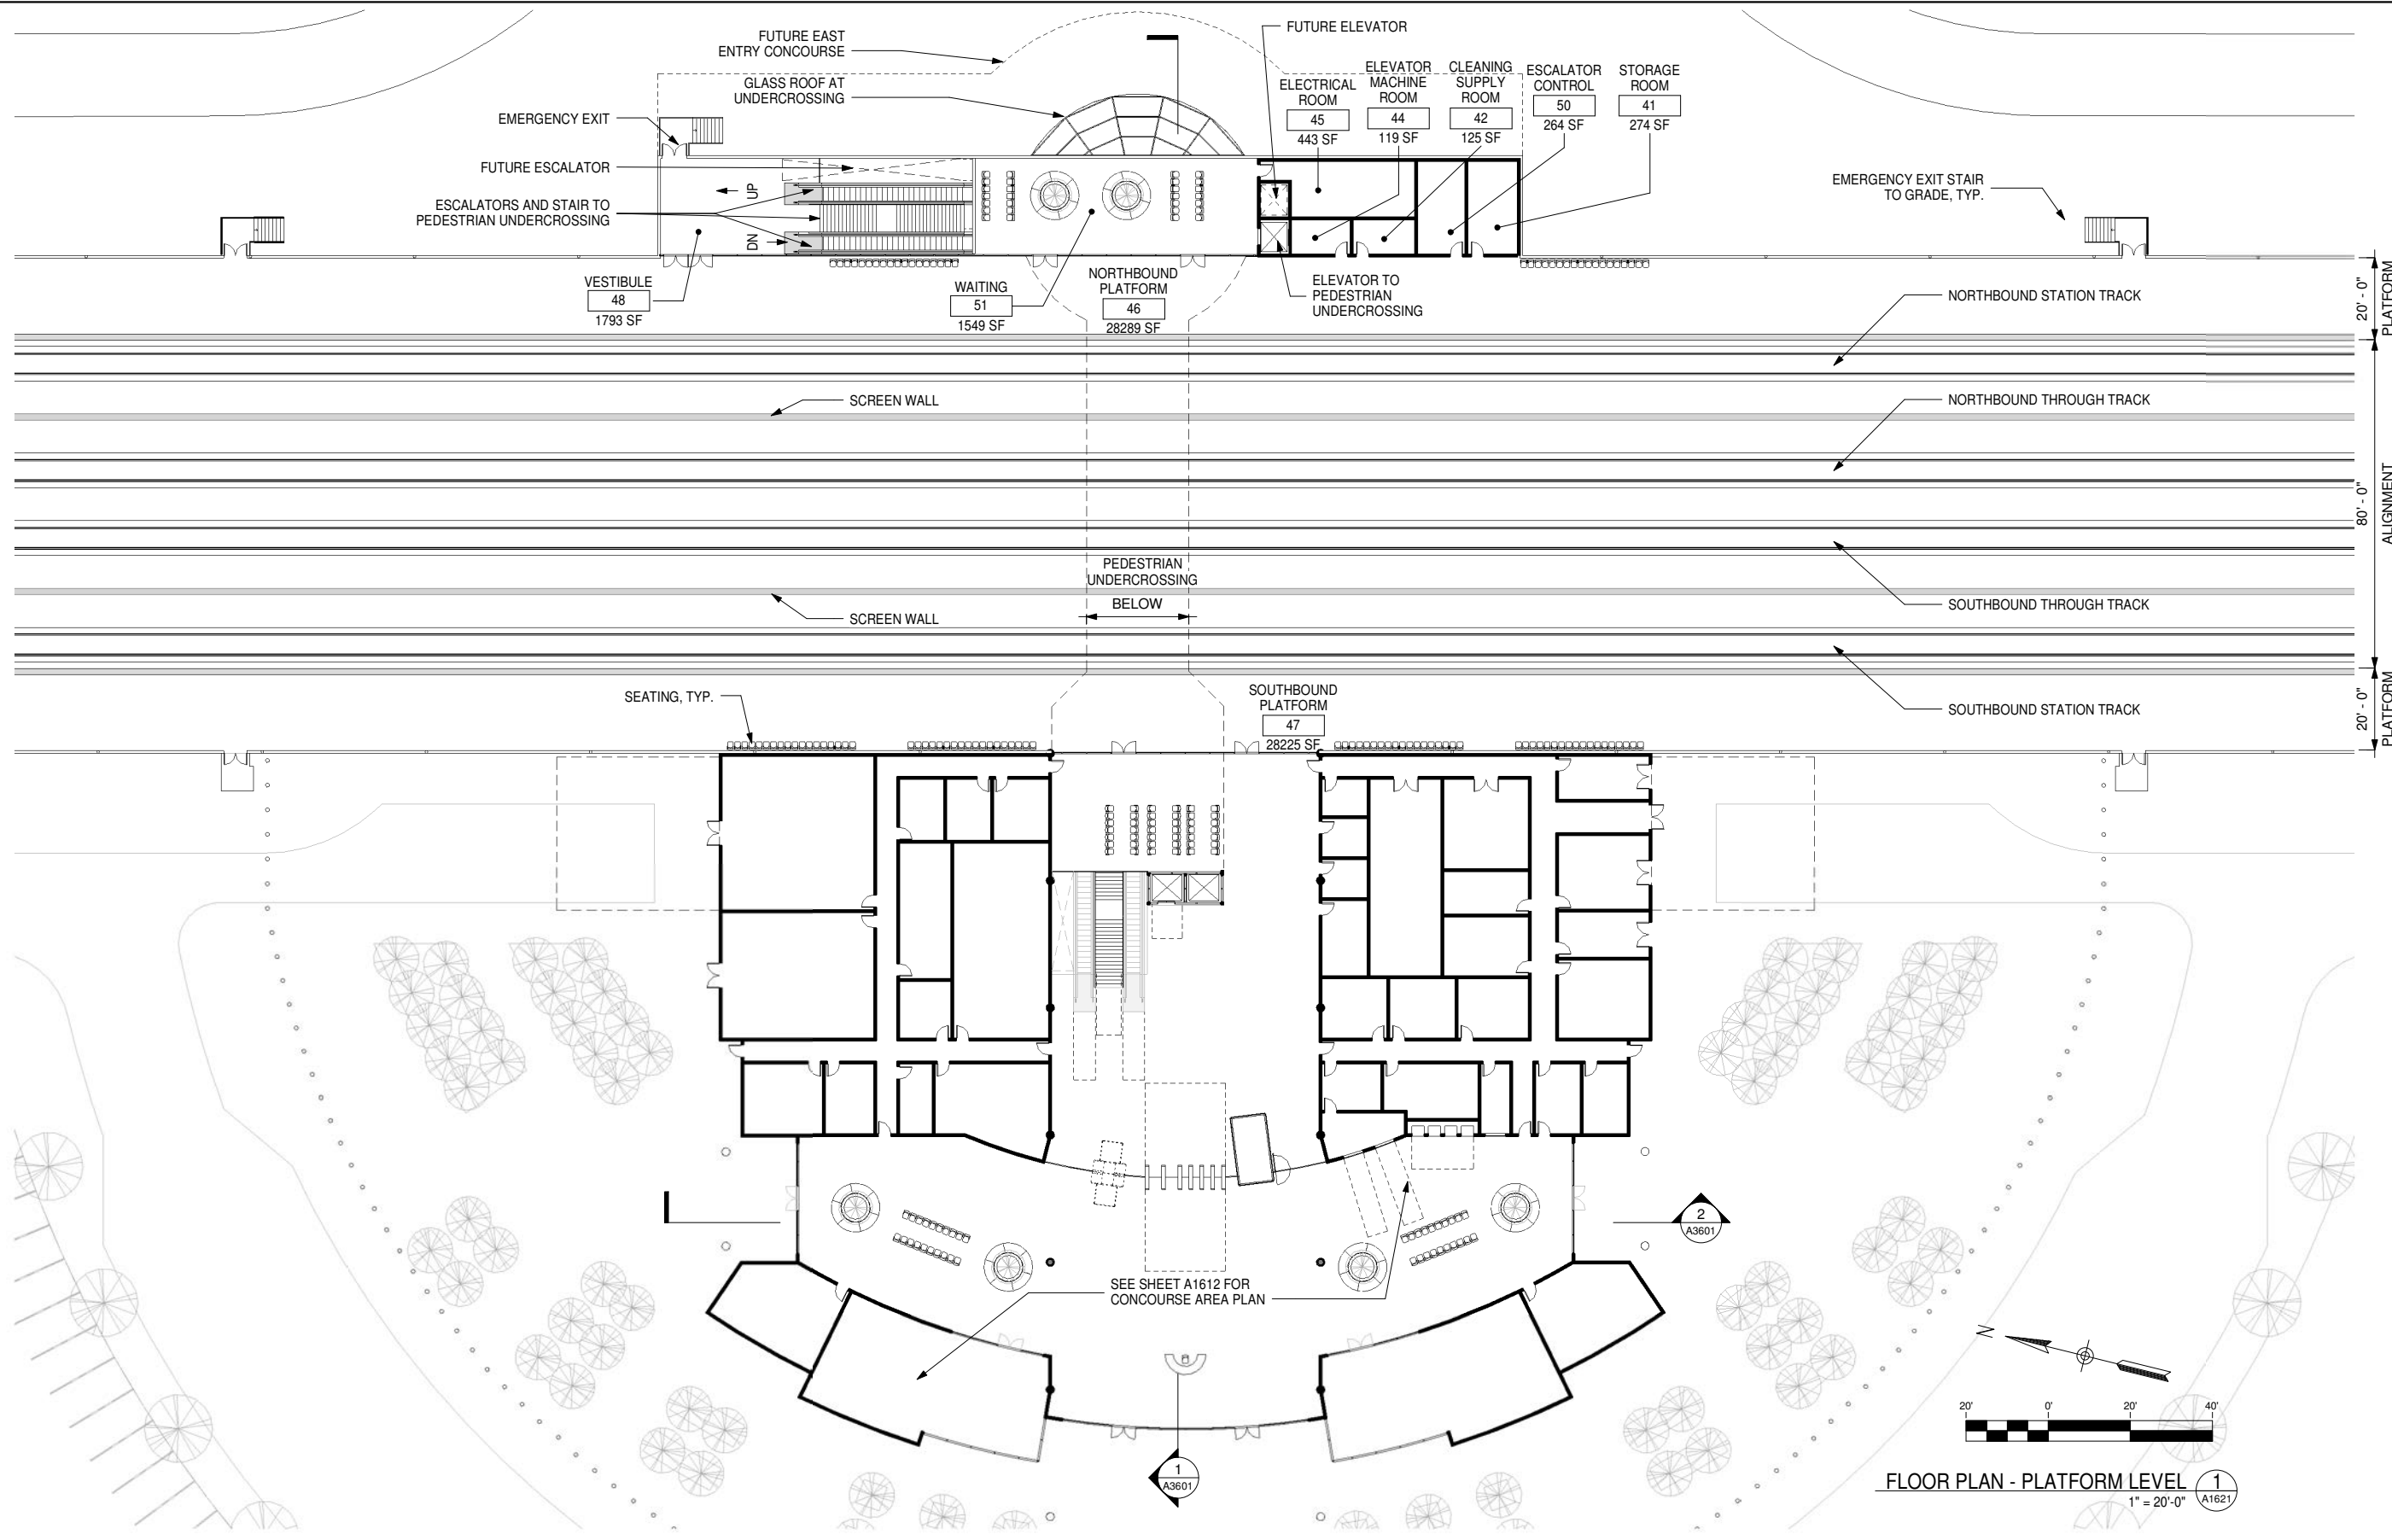 FUTURE EAST
ENTRY CONCOURSE
GLASS ROOF AT
UNDERCROSSING
EMERGENCY EXIT
FUTURE ESCALATOR
UP
ESCALATORS AND STAIR TO
PEDESTRIAN UNDERCROSSING
DN
FUTURE ELEVATOR
ELECTRICAL
ROOM
45
443 SF
ELEVATOR
MACHINE
ROOM
44
119 SF
CLEANING
SUPPLY
ROOM
42
125 SF
ESCALATOR
CONTROL
50
264 SF
STORAGE
ROOM
41
274 SF
EMERGENCY EXIT STAIR
TO GRADE, TYP.
VESTIBULE
48
1793 SF
WAITING
51
1549 SF
NORTHBOUND
PLATFORM
46
28289 SF
ELEVATOR TO
PEDESTRIAN
UNDERCROSSING
NORTHBOUND STATION TRACK
20' - 0"
PLATFORM
SCREEN WALL
NORTHBOUND THROUGH TRACK
80' - 0"
ALIGNMENT
PEDESTRIAN
UNDERCROSSING
BELOW
SCREEN WALL
SOUTHBOUND THROUGH TRACK
SEATING, TYP.
SOUTHBOUND
PLATFORM
47
28225 SF
SOUTHBOUND STATION TRACK
20' - 0"
PLATFORM
2
A3601
SEE SHEET A1612 FOR
CONCOURSE AREA PLAN
N
20' 0' 20' 40'
1
A3601
FLOOR PLAN - PLATFORM LEVEL
1" = 20'-0"
1
A1621